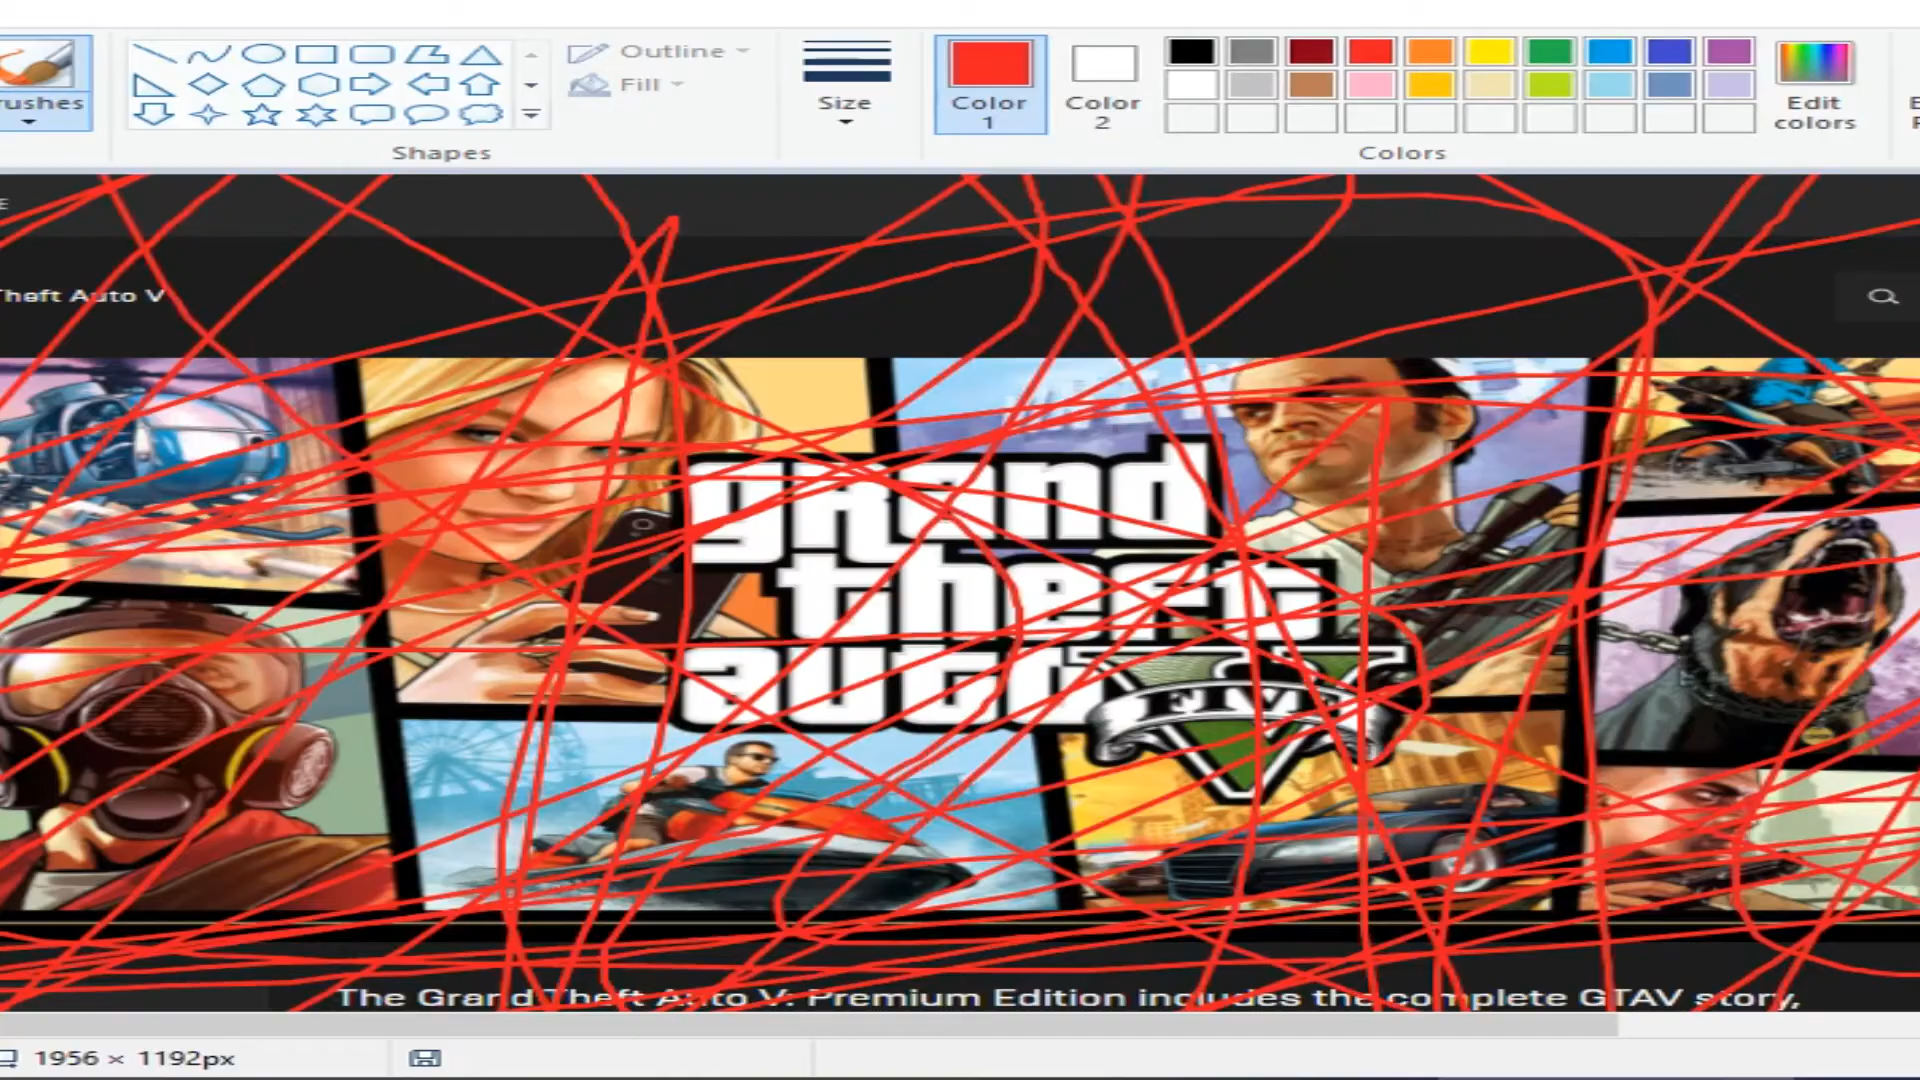 Outline
Fill
rushes
Size
Color
1
Color
2
Edit
colors
Shapes
Colors
E
Theft Auto V
grand
theft
auto
V
FIVE
The Grand Theft Auto V: Premium Edition includes the complete GTAV story,
1956 × 1192px